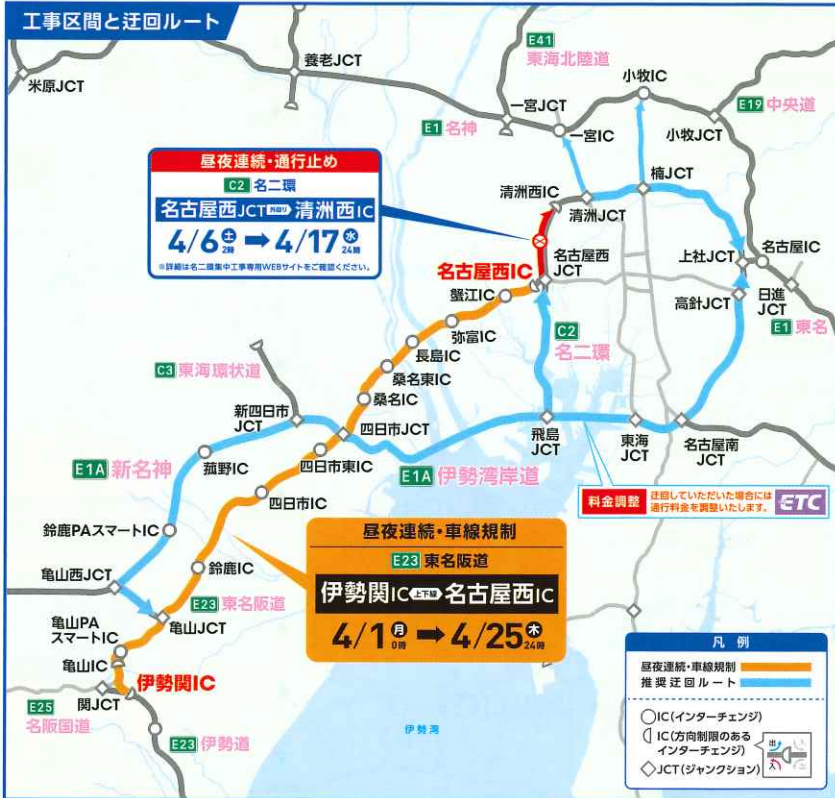 工事区間と迂回ルート
E41
東海北陸道
養老JCT
米原JCT
小牧IC
一宮JCT
E19 中央道
E1 名神
一宮IC
小牧JCT
昼夜連続・通行止め
C2 名二環
名古屋西JCT 外回り 清洲西IC
4/6 土 2時 → 4/17 水 24時
※詳細は名二環集中工事専用WEBサイトをご確認ください。
清洲西IC
清洲JCT
楠JCT
名古屋西IC
名古屋西
JCT
上社JCT
名古屋IC
蟹江IC
高針JCT
日進
JCT
弥富IC
C2
名二環
E1 東名
長島IC
C3 東海環状道
桑名東IC
桑名IC
新四日市
JCT
四日市JCT
飛島
JCT
東海
JCT
名古屋南
JCT
四日市東IC
E1A 新名神
菰野IC
E1A 伊勢湾岸道
四日市IC
料金調整
迂回していただいた場合には
通行料金を調整いたします。
ETC
鈴鹿PAスマートIC
昼夜連続・車線規制
E23 東名阪道
伊勢関IC 上下線 名古屋西IC
4/1 月 0時 → 4/25 木 24時
鈴鹿IC
亀山西JCT
E23 東名阪道
亀山JCT
亀山PA
スマートIC
亀山IC
伊勢関IC
関JCT
E25
名阪国道
E23 伊勢道
伊勢湾
凡 例
昼夜連続・車線規制
推奨迂回ルート
IC(インターチェンジ)
IC(方向制限のある
インターチェンジ)
出
入
JCT(ジャンクション)